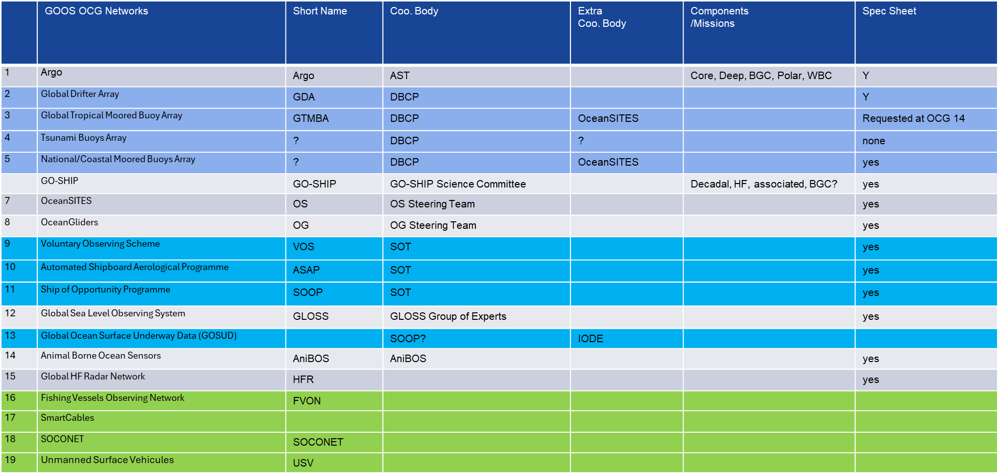 GOOS OCG Networks Short Name Coo. Body Extra Components Spec Sheet
Coo. Body /Missions
1 Argo Argo AST Core, Deep, BGC, Polar, WBC Y
2 Global Drifter Array GDA DBCP Y
3 Global Tropical Moored Buoy Array GTMBA DBCP OceanSITES Requested at OCG 14
4 Tsunami Buoys Array ? DBCP ? none
5 National/Coastal Moored Buoys Array ? DBCP OceanSITES yes
GO-SHIP GO-SHIP GO-SHIP Science Committee Decadal, HF, associated, BGC? yes
7 OceanSITES OS OS Steering Team yes
8 OceanGliders OG OG Steering Team yes
9 Voluntary Observing Scheme VOS SOT yes
10 Automated Shipboard Aerological Programme ASAP SOT yes
11 Ship of Opportunity Programme SOOP SOT yes
12 Global Sea Level Observing System GLOSS GLOSS Group of Experts yes
13 Global Ocean Surface Underway Data (GOSUD) SOOP? IODE
14 Animal Borne Ocean Sensors AniBOS AniBOS yes
15 Global HF Radar Network HFR yes
16 Fishing Vessels Observing Network FVON
17 SmartCables
18 SOCONET SOCONET
19 Unmanned Surface Vehicules USV